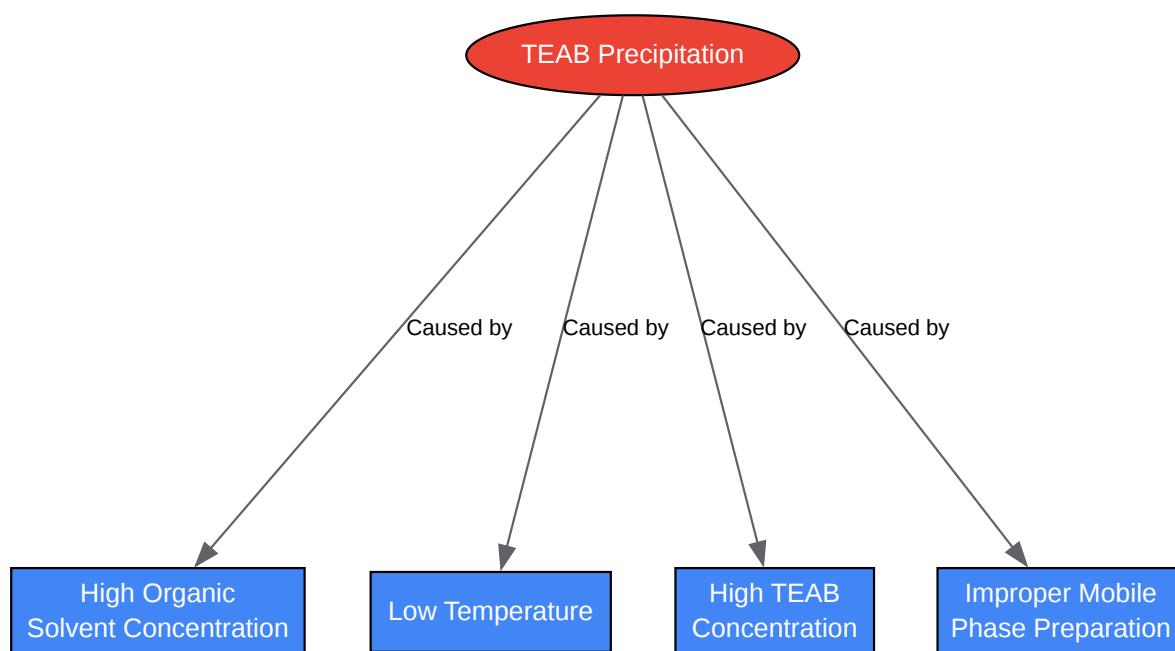 TEAB Precipitation
Caused by
Caused by
Caused by
Caused by
High Organic
Solvent Concentration
Low Temperature
High TEAB
Concentration
Improper Mobile
Phase Preparation